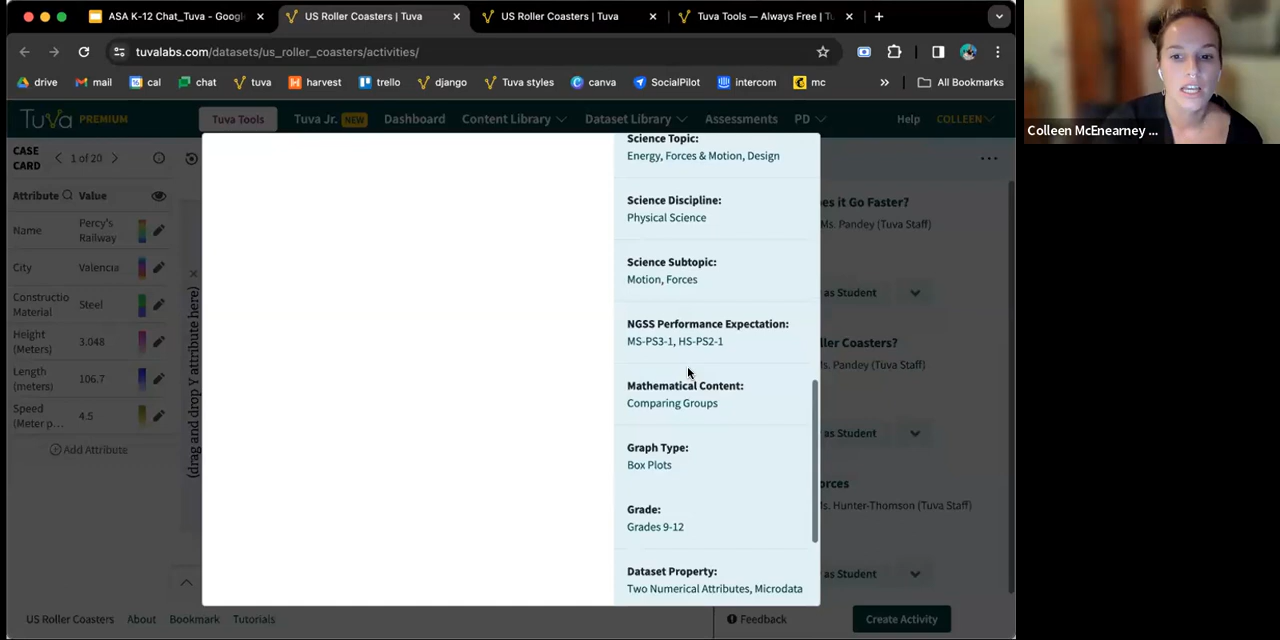 ASA K-12 Chat_Tuva - Googl
US Roller Coasters | Tuva
US Roller Coasters | Tuva
Tuva Tools — Always Free | Tu
tuvalabs.com/datasets/us_roller_coasters/activities/
drive
mail
cal
chat
tuva
harvest
trello
django
Tuva styles
canva
SocialPilot
intercom
mc
All Bookmarks
Tuva PREMIUM
Tuva Tools
Tuva Jr. NEW
Dashboard
Content Library
Dataset Library
Assessments
PD
Help
COLLEEN
CASE CARD
1 of 20
Attribute Value
Name Percy's Railway
City Valencia
Constructio Material Steel
Height (Meters) 3.048
Length (meters) 106.7
Speed (Meter p... 4.5
Add Attribute
(drag and drop Y attribute here)
Science Topic:
Energy, Forces & Motion, Design
Science Discipline:
Physical Science
Science Subtopic:
Motion, Forces
NGSS Performance Expectation:
MS-PS3-1, HS-PS2-1
Mathematical Content:
Comparing Groups
Graph Type:
Box Plots
Grade:
Grades 9-12
Dataset Property:
Two Numerical Attributes, Microdata
es it Go Faster?
Ms. Pandey (Tuva Staff)
as Student
ller Coasters?
s. Pandey (Tuva Staff)
as Student
orces
s. Hunter-Thomson (Tuva Staff)
as Student
US Roller Coasters
About
Bookmark
Tutorials
Feedback
Create Activity
Colleen McEnearney ...